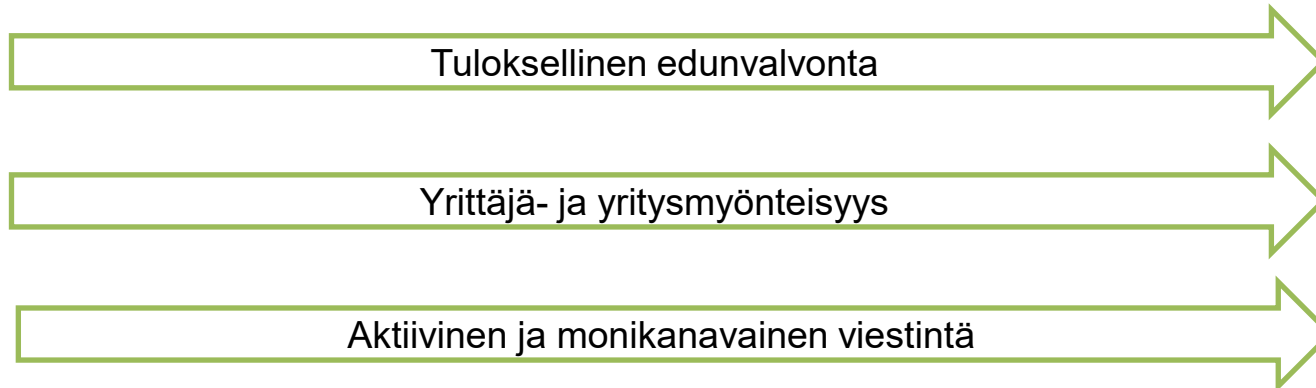 Tuloksellinen edunvalvonta
Yrittäjä- ja yritysmyönteisyys
Aktiivinen ja monikanavainen viestintä